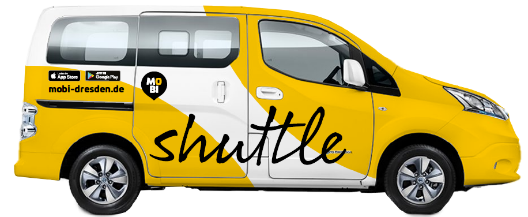 App Store
Google Play
mobi-dresden.de
MO
BI
shuttle